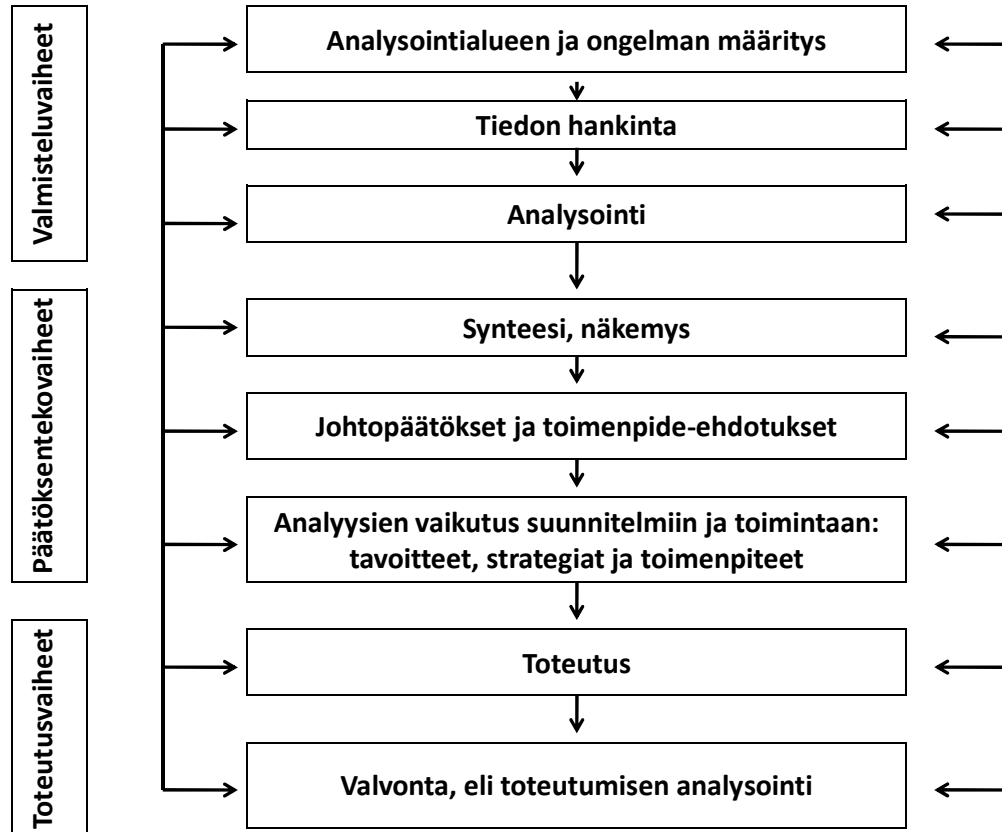 Valmisteluvaiheet
Analysointialueen ja ongelman määritys
Tiedon hankinta
Analysointi
Päätöksentekovaiheet
Synteesi, näkemys
Johtopäätökset ja toimenpide-ehdotukset
Analyysien vaikutus suunnitelmiin ja toimintaan:
tavoitteet, strategiat ja toimenpiteet
Toteutusvaiheet
Toteutus
Valvonta, eli toteutumisen analysointi